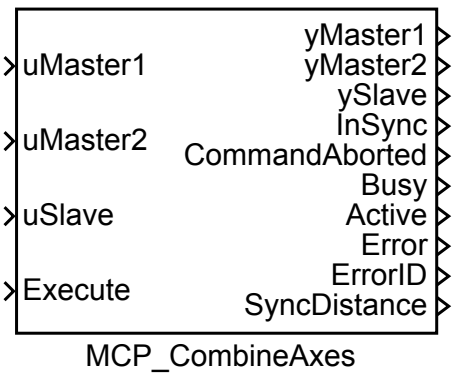 uMaster1
uMaster2
uSlave
Execute
yMaster1
yMaster2
ySlave
InSync
CommandAborted
Busy
Active
Error
ErrorID
SyncDistance
MCP_CombineAxes